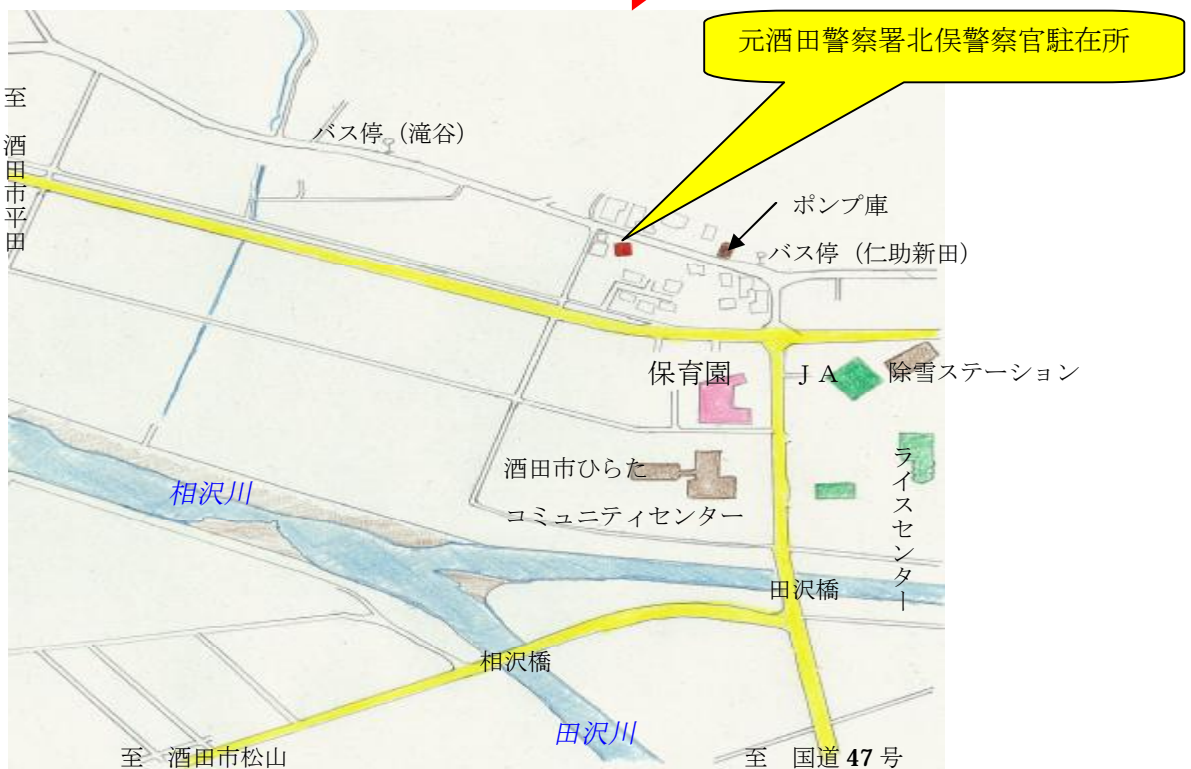 元酒田警察署北俣警察官駐在所
至 酒田市平田
バス停（滝谷）
ポンプ庫
バス停（仁助新田）
保育園
ＪＡ
除雪ステーション
酒田市ひらた
コミュニティセンター
ライスセンター
相沢川
田沢橋
相沢橋
田沢川
至 酒田市松山
至 国道 47 号